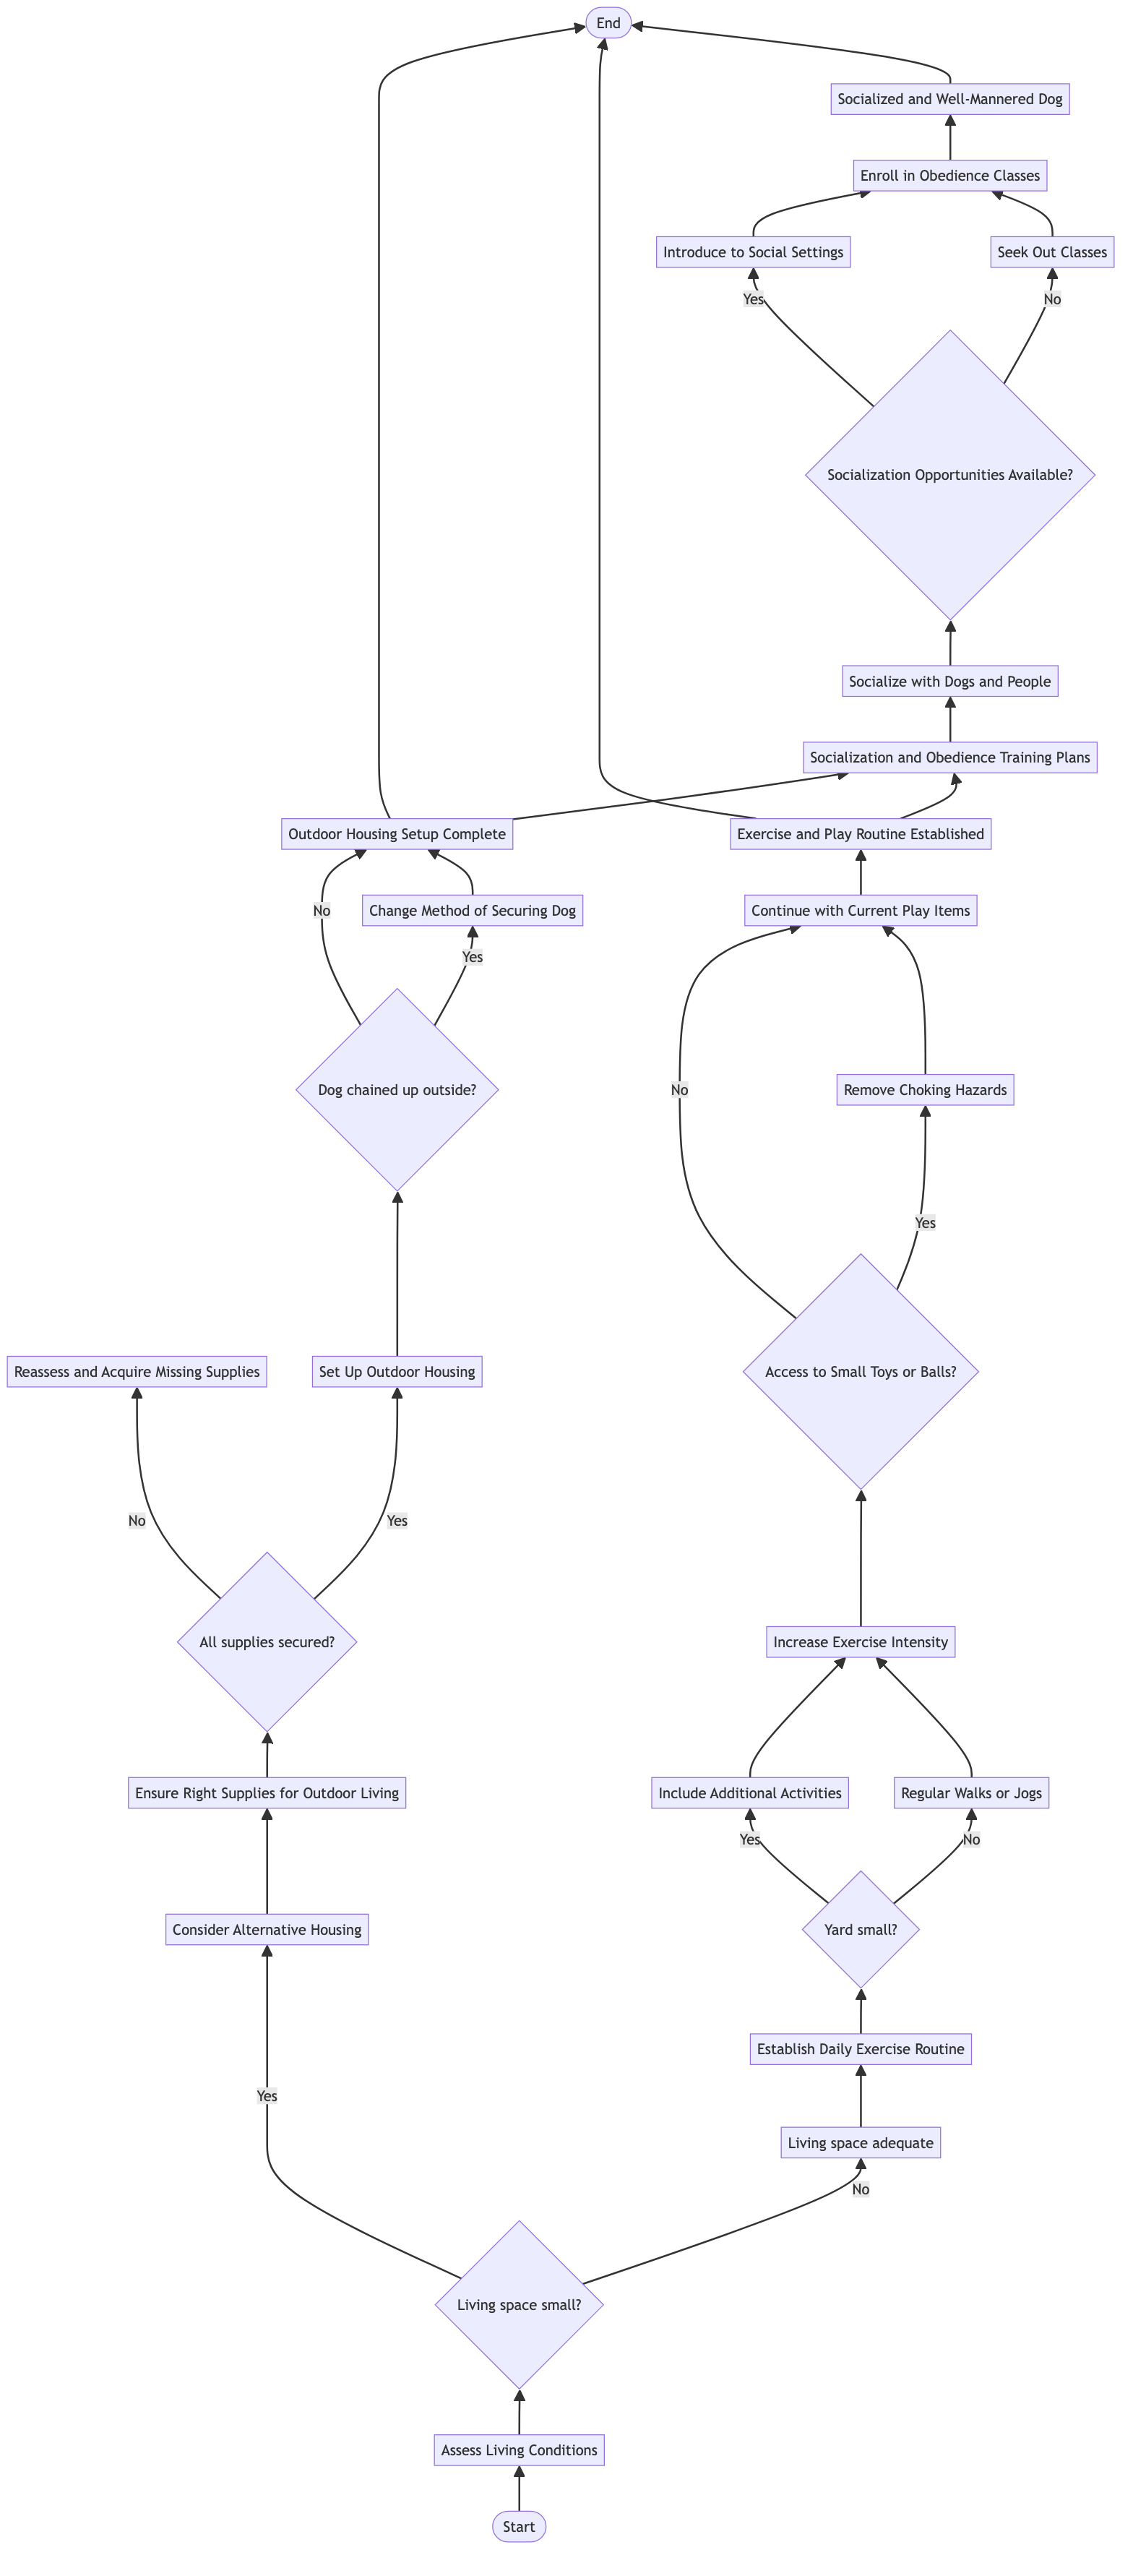 End
Socialized and Well-Mannered Dog
Enroll in Obedience Classes
Introduce to Social Settings
Seek Out Classes
Yes
No
Socialization Opportunities Available?
Socialize with Dogs and People
Socialization and Obedience Training Plans
Outdoor Housing Setup Complete
Exercise and Play Routine Established
No
Change Method of Securing Dog
Continue with Current Play Items
Yes
Dog chained up outside?
No
Remove Choking Hazards
Yes
Reassess and Acquire Missing Supplies
Set Up Outdoor Housing
Access to Small Toys or Balls?
No
Yes
All supplies secured?
Increase Exercise Intensity
Ensure Right Supplies for Outdoor Living
Include Additional Activities
Regular Walks or Jogs
Yes
No
Consider Alternative Housing
Yard small?
Establish Daily Exercise Routine
Yes
Living space adequate
No
Living space small?
Assess Living Conditions
Start